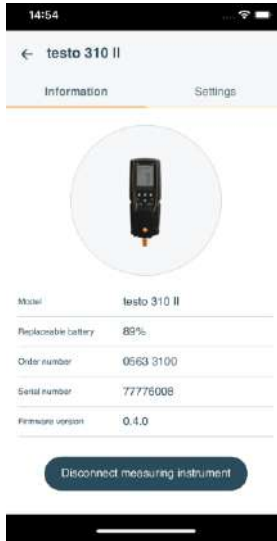 14:54
← testo 310 II
Information Settings
Model testo 310 II
Replaceable battery 89%
Order number 0563 3100
Serial number 77776008
Firmware version 0.4.0
Disconnect measuring instrument